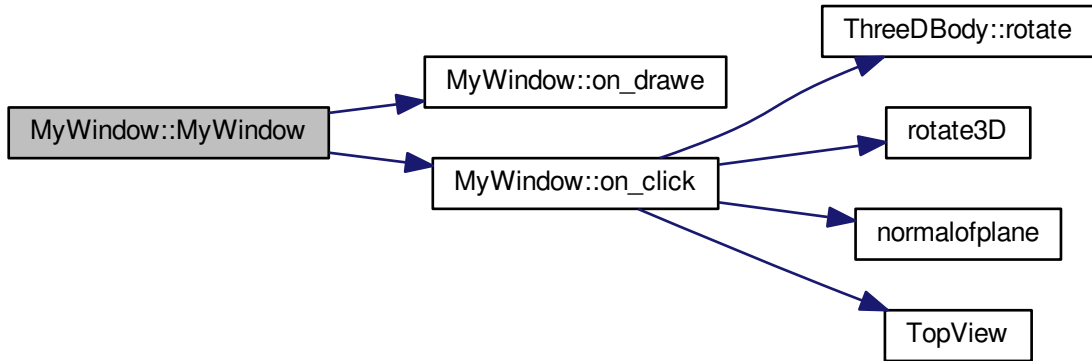 MyWindow::MyWindow
MyWindow::on_drawe
MyWindow::on_click
ThreeDBody::rotate
rotate3D
normalofplane
TopView